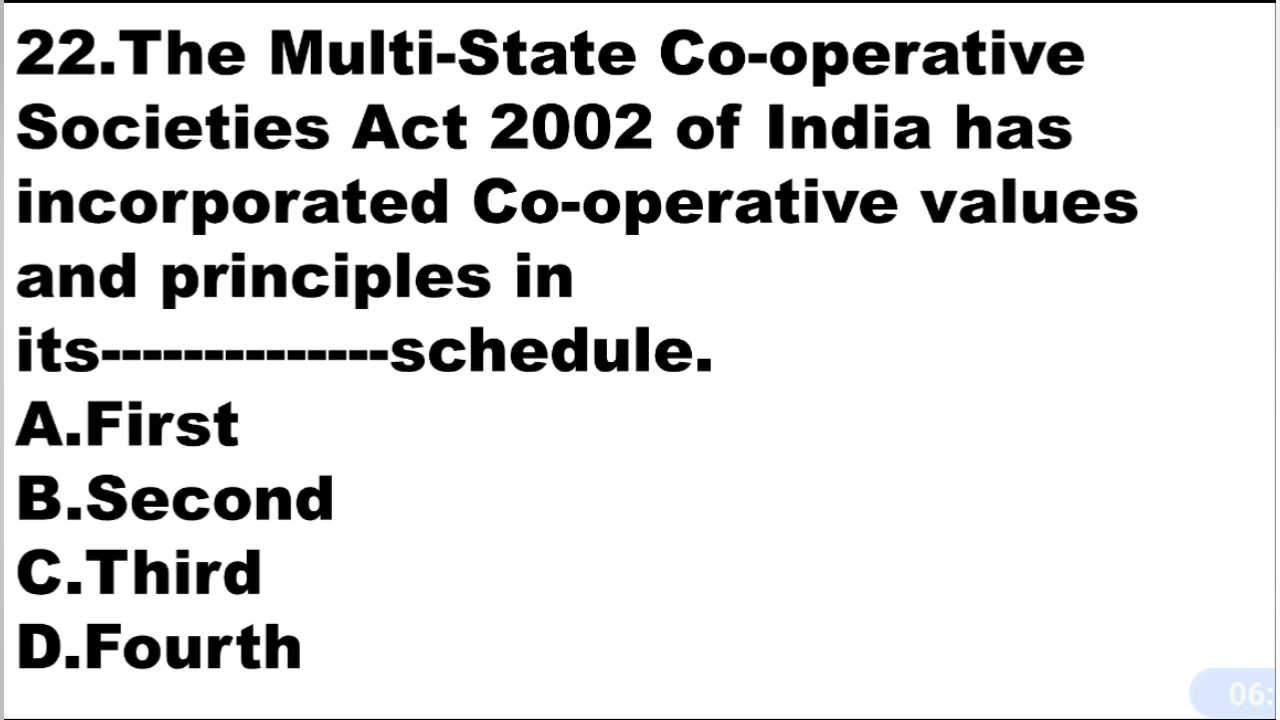 22.The Multi-State Co-operative
Societies Act 2002 of India has
incorporated Co-operative values
and principles in
its--------------schedule.
A.First
B.Second
C.Third
D.Fourth
06: